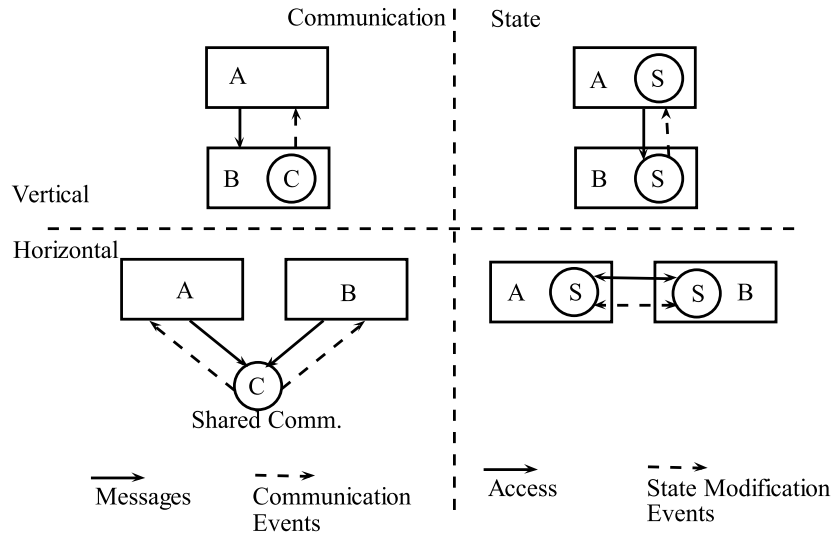 Communication
State
A
B
C
Vertical
A
S
B
S
Horizontal
A
B
C
Shared Comm.
A
S
S
B
Messages
Communication
Events
Access
State Modification
Events